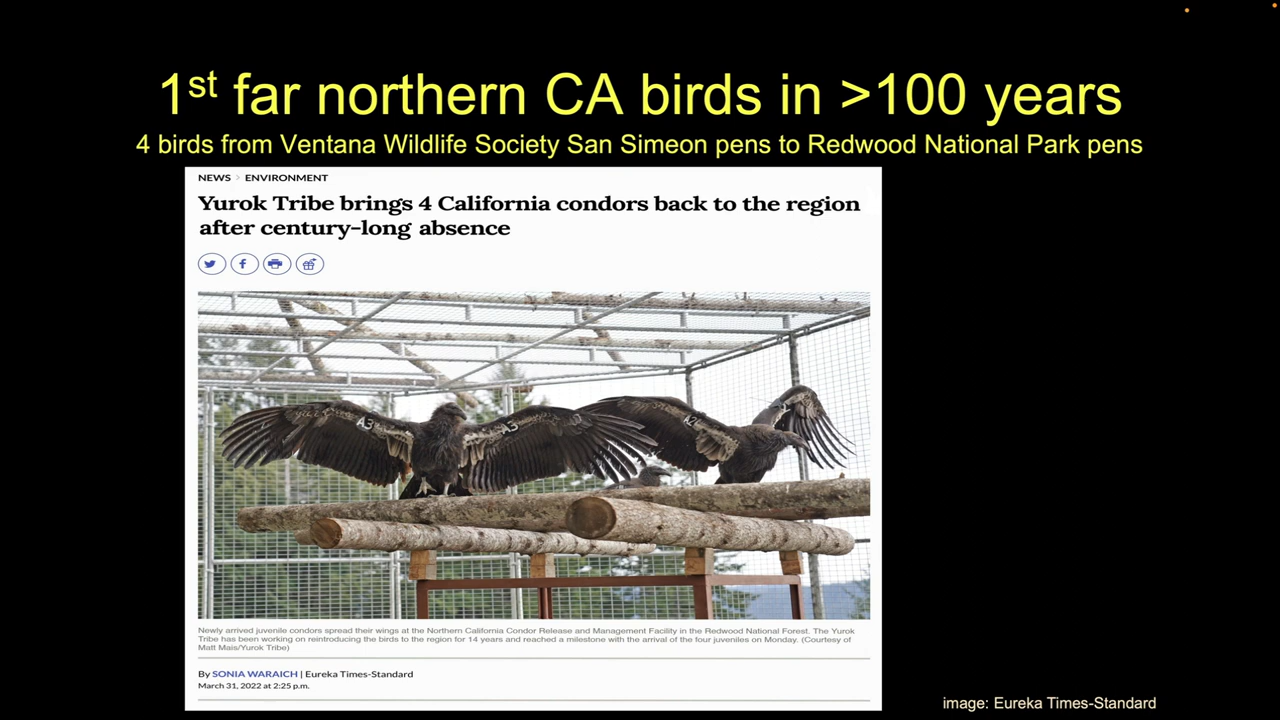 1st far northern CA birds in >100 years
4 birds from Ventana Wildlife Society San Simeon pens to Redwood National Park pens
NEWS > ENVIRONMENT
Yurok Tribe brings 4 California condors back to the region
after century-long absence
A3
A3
A2
Newly arrived juvenile condors spread their wings at the Northern California Condor Release and Management Facility in the Redwood National Forest. The Yurok
Tribe has been working on reintroducing the birds to the region for 14 years and reached a milestone with the arrival of the four juveniles on Monday. (Courtesy of
Matt Mais/Yurok Tribe)
By SONIA WARAICH | Eureka Times-Standard
March 31, 2022 at 2:25 p.m.
image: Eureka Times-Standard